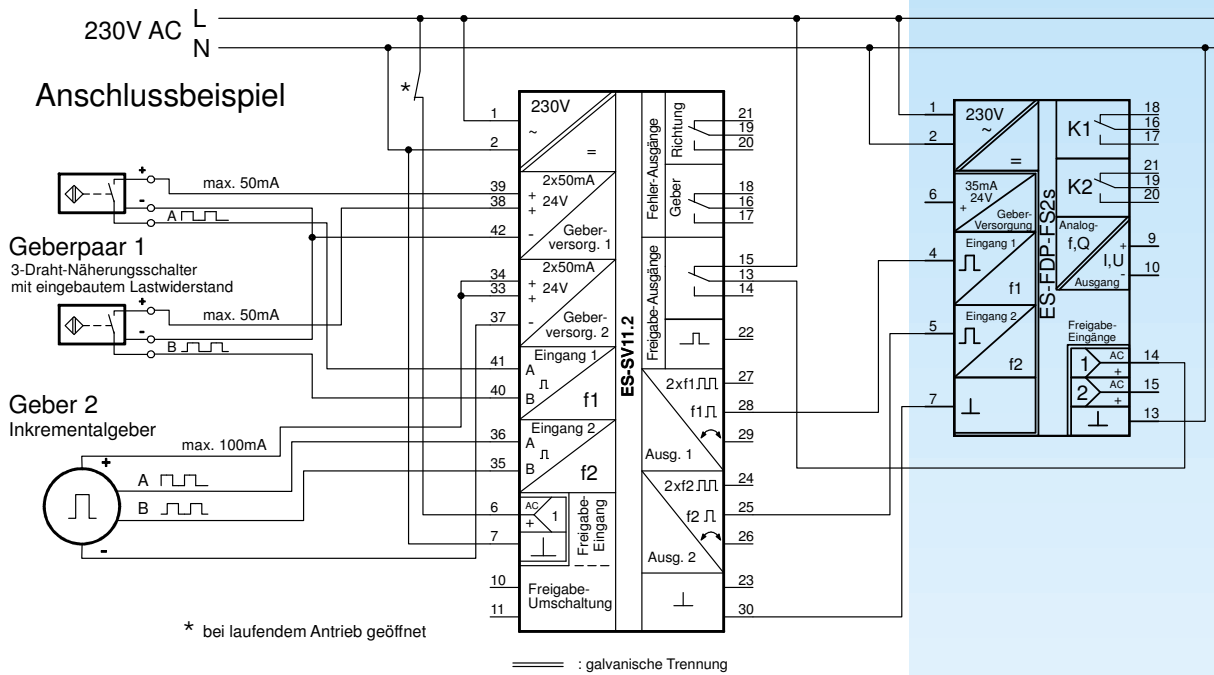 230V AC
L
N
Anschlussbeispiel
*
+
max. 50mA
-
A
Geberpaar 1
3-Draht-Näherungsschalter
mit eingebautem Lastwiderstand
+
max. 50mA
-
B
Geber 2
Inkrementalgeber
max. 100mA
+
A
B
-
* bei laufendem Antrieb geöffnet
1
2
39
38
42
34
33
37
41
40
36
35
6
7
10
11
230V
~
=
2x50mA
+ 24V
+
-
Geber-
versorg. 1
2x50mA
+ 24V
+
-
Geber-
versorg. 2
Eingang 1
A
B
f1
Eingang 2
A
B
f2
AC
+
1
Freigabe-
Eingang
Freigabe-
Umschaltung
ES-SV11.2
Fehler-Ausgänge
Richtung
Geber
Freigabe-Ausgänge
2xf1
f1
Ausg. 1
2xf2
f2
Ausg. 2
21
19
20
18
16
17
15
13
14
22
27
28
29
24
25
26
23
30
: galvanische Trennung
1
2
6
4
5
7
230V
~
=
35mA
24V
+
Geber-
Versorgung
Eingang 1
f1
Eingang 2
f2
ES-FDP-FS2s
K1
K2
Analog-
f,Q
I,U
+
-
Ausgang
Freigabe-
Eingänge
1
AC
+
2
AC
+
18
16
17
21
19
20
9
10
14
15
13